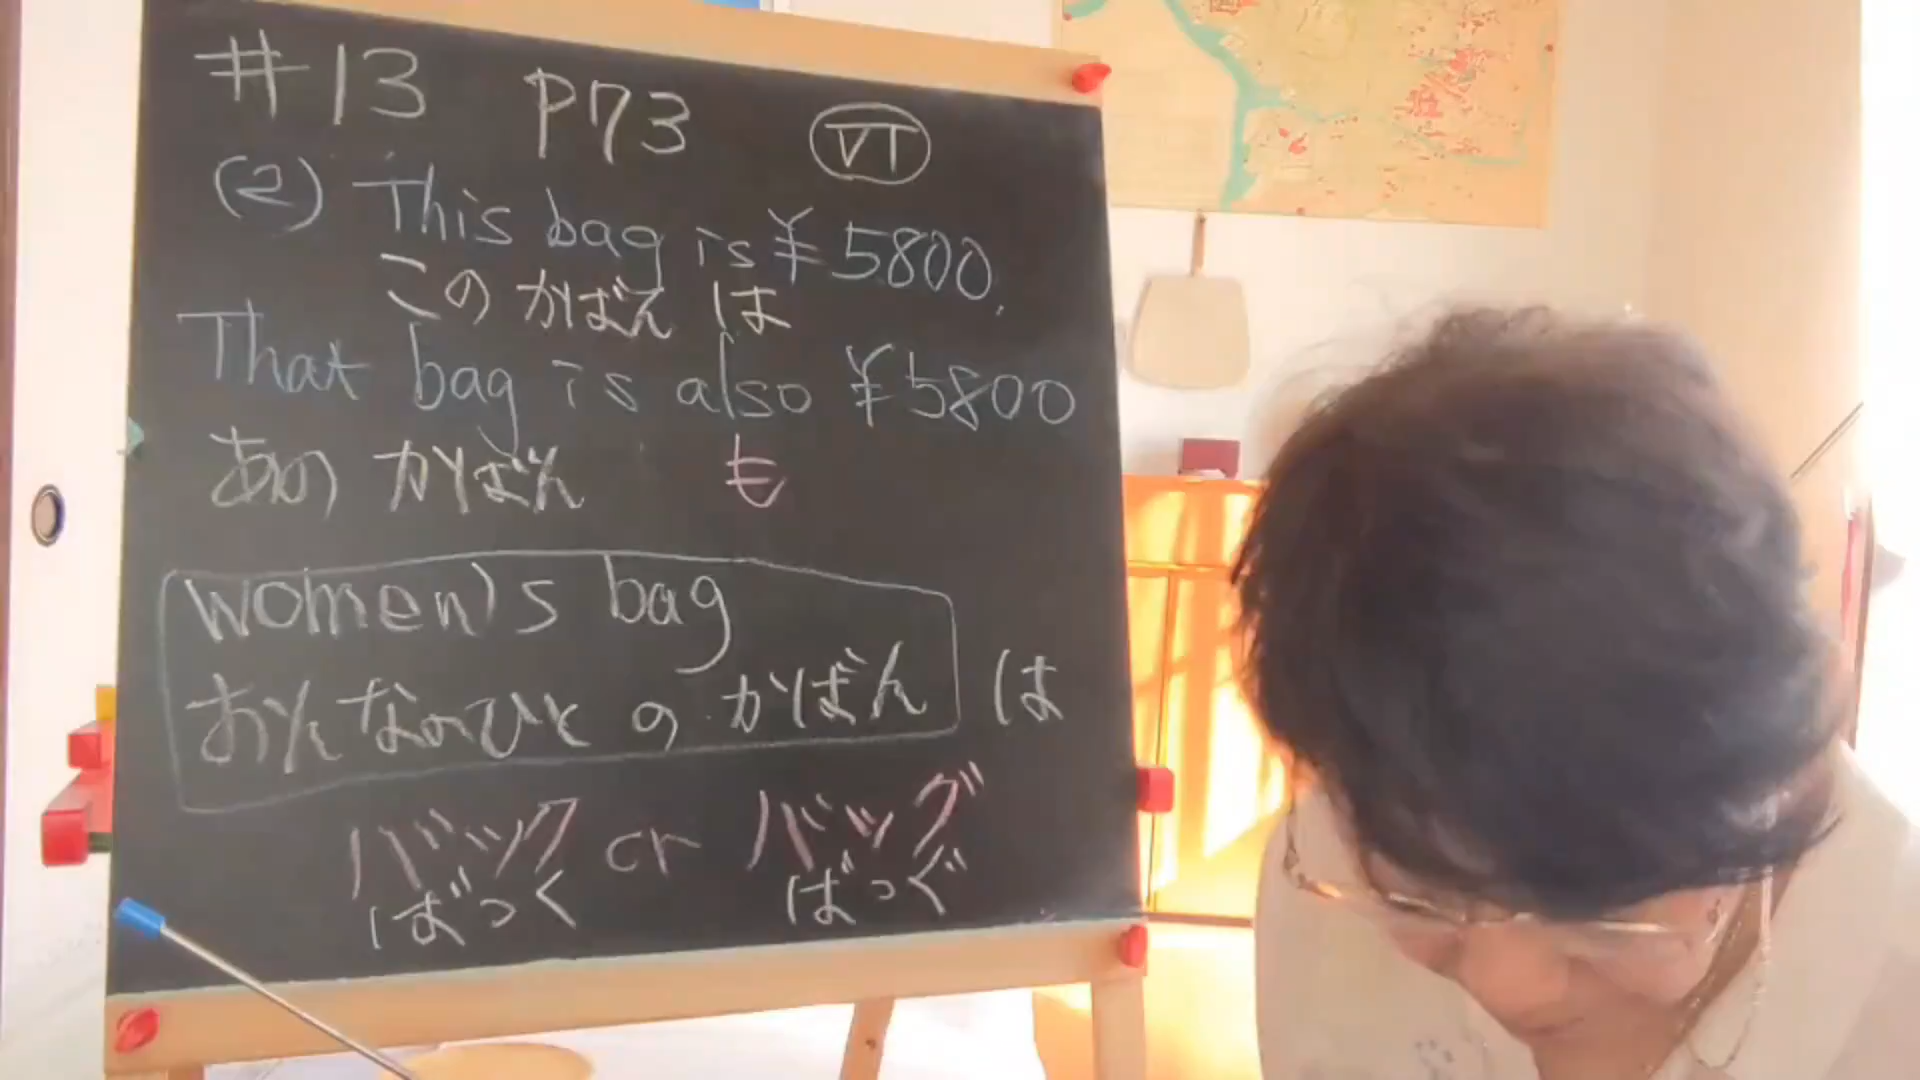 #13 P73 VI
(2) This bag is ¥5800.
このかばんは
That bag is also ¥5800
あのかばん も
women's bag
おんなのひとのかばん は
バック or バッグ
ばっく ばっぐ